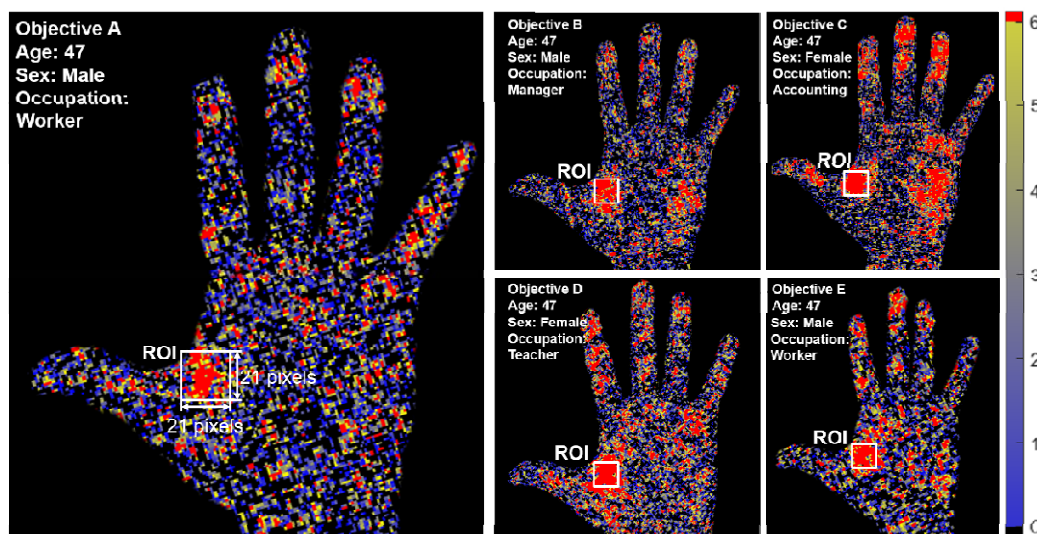 Objective A
Age: 47
Sex: Male
Occupation:
Worker
ROI
21 pixels
21 pixels
Objective B
Age: 47
Sex: Male
Occupation:
Manager
ROI
Objective C
Age: 47
Sex: Female
Occupation:
Accounting
ROI
Objective D
Age: 47
Sex: Female
Occupation:
Teacher
ROI
Objective E
Age: 47
Sex: Male
Occupation:
Worker
ROI
6
5
4
3
2
1
0